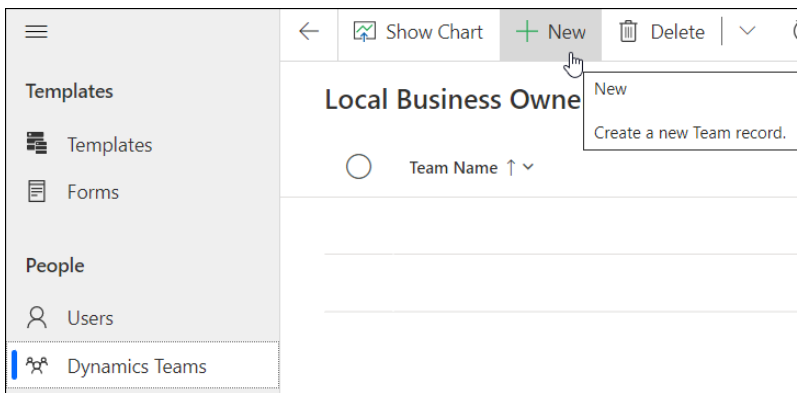 Show Chart
New
Delete
Templates
Local Business Owne
New
Create a new Team record.
Templates
Team Name
Forms
People
Users
Dynamics Teams